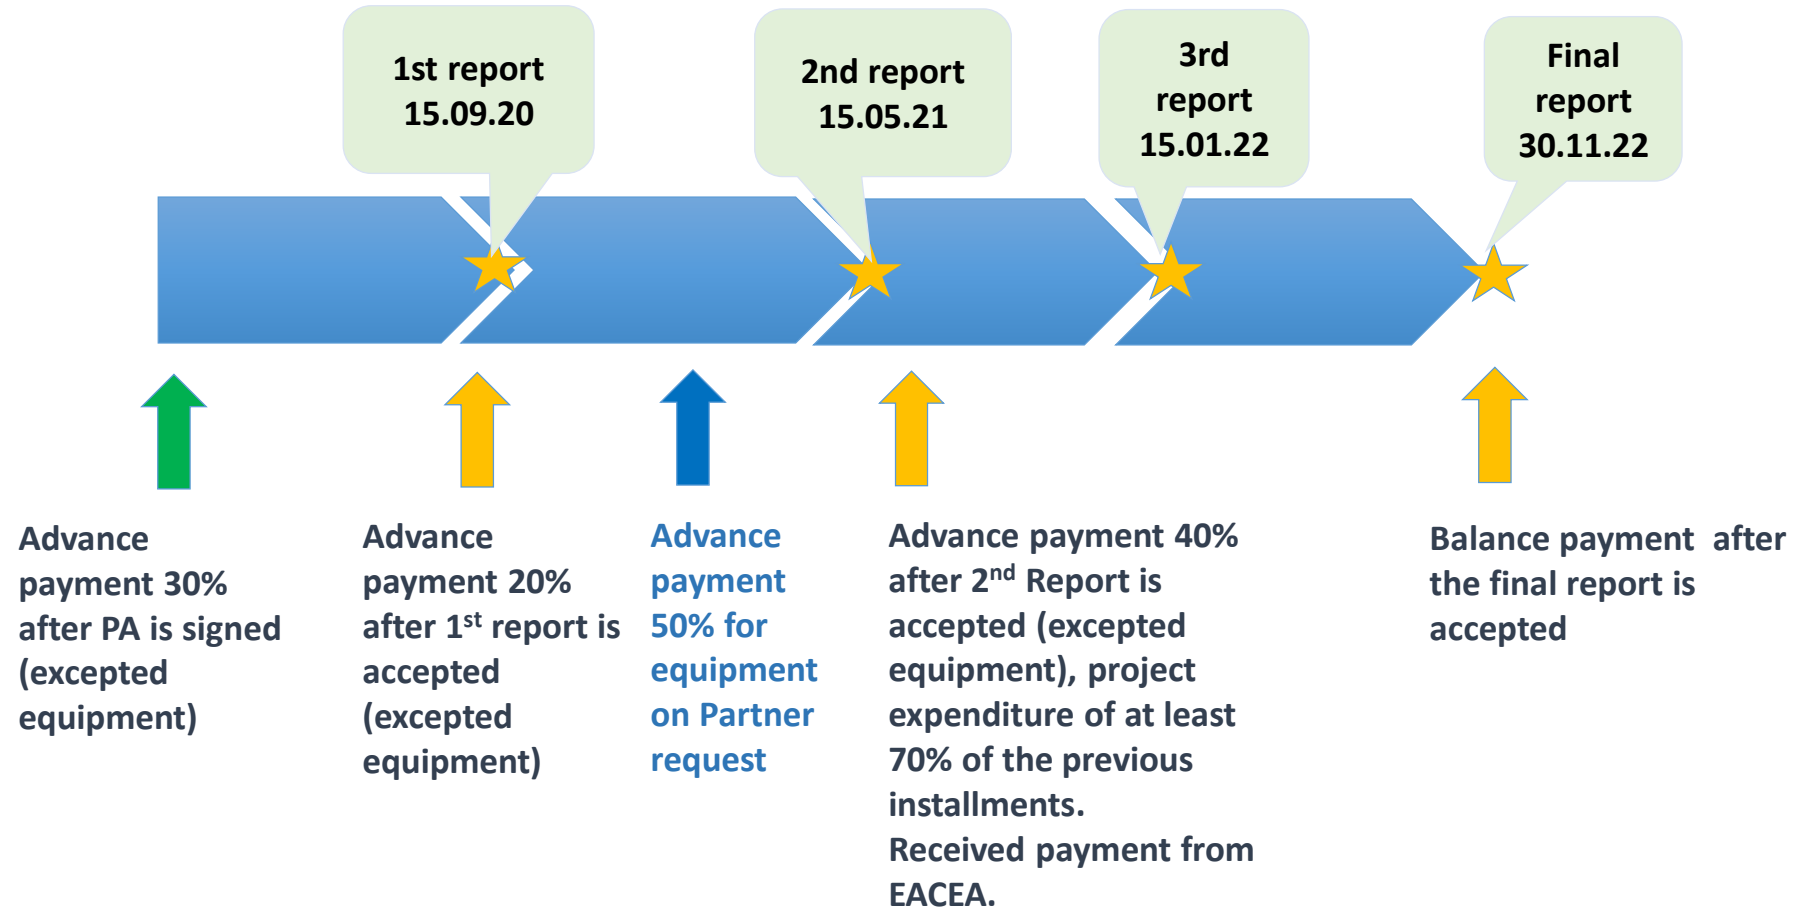 1st report
15.09.20
2nd report
15.05.21
3rd
report
15.01.22
Final
report
30.11.22
Advance
payment 30%
after PA is signed
(excepted
equipment)
Advance
payment 20%
after 1st report is
accepted
(excepted
equipment)
Advance
payment
50% for
equipment
on Partner
request
Advance payment 40%
after 2nd Report is
accepted (excepted
equipment), project
expenditure of at least
70% of the previous
installments.
Received payment from
EACEA.
Balance payment  after
the final report is
accepted